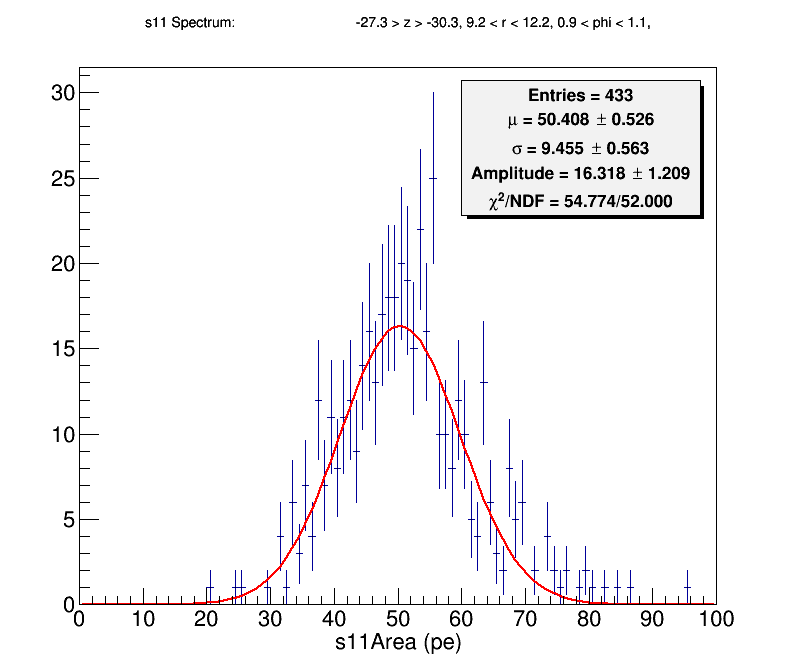 s11 Spectrum: -27.3 > z > -30.3, 9.2 < r < 12.2, 0.9 < phi < 1.1,
Entries = 433
μ = 50.408 ± 0.526
σ = 9.455 ± 0.563
Amplitude = 16.318 ± 1.209
χ²/NDF = 54.774/52.000
30
25
20
15
10
5
0
0 10 20 30 40 50 60 70 80 90 100
s11Area (pe)